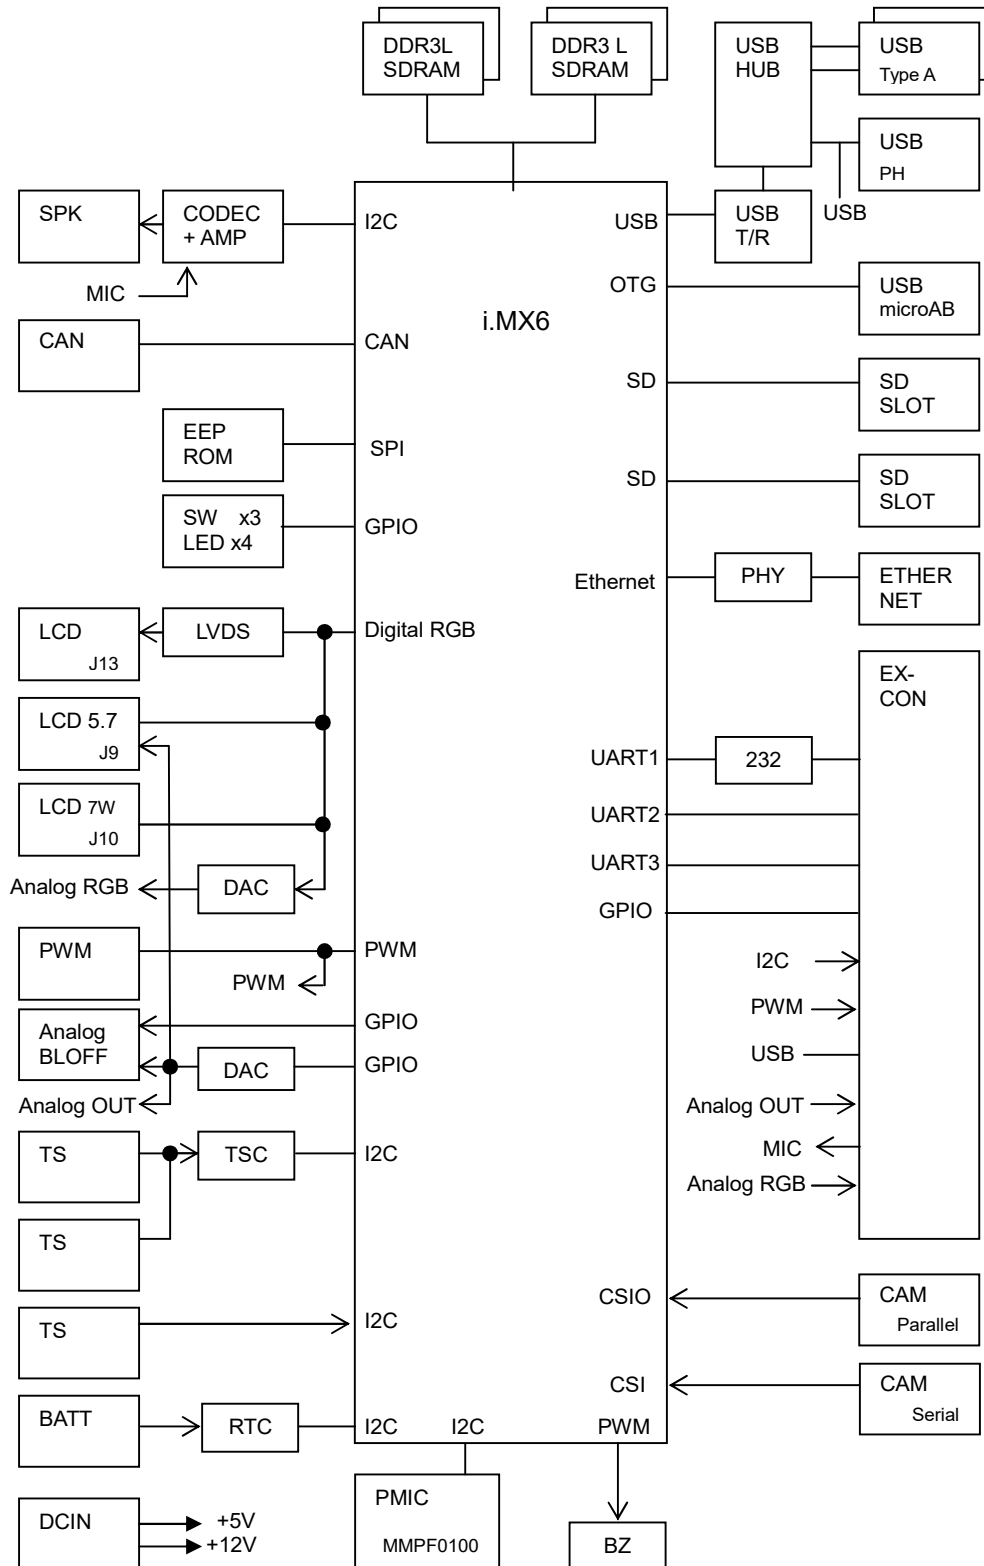 DDR3L
SDRAM
DDR3 L
SDRAM
USB
HUB
USB
Type A
USB
PH
USB
SPK
CODEC
+ AMP
I2C
USB
USB
T/R
MIC
OTG
USB
microAB
i.MX6
CAN
CAN
SD
SD
SLOT
EEP
ROM
SPI
SD
SD
SLOT
SW x3
LED x4
GPIO
Ethernet
PHY
ETHER
NET
LCD
J13
LVDS
Digital RGB
EX-
CON
LCD 5.7
J9
UART1
232
LCD 7W
J10
UART2
UART3
Analog RGB
DAC
GPIO
PWM
PWM
PWM
I2C
PWM
Analog
BLOFF
GPIO
DAC
GPIO
USB
Analog OUT
Analog OUT
TS
TSC
I2C
MIC
Analog RGB
TS
CSIO
CAM
Parallel
TS
I2C
CSI
CAM
Serial
BATT
RTC
I2C
I2C
PWM
PMIC
MMPF0100
BZ
DCIN
+5V
+12V